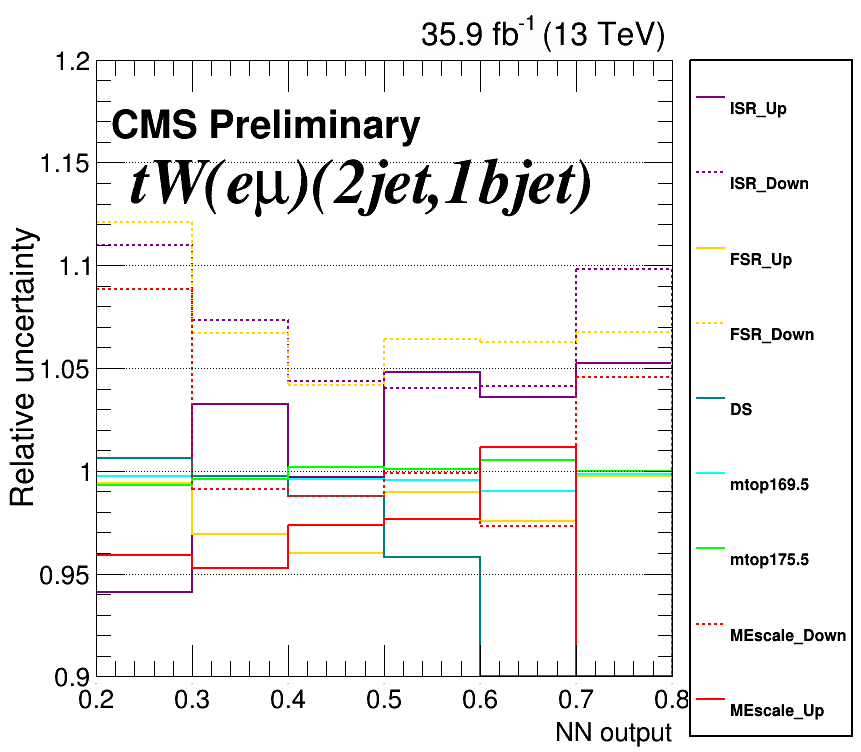 35.9 fb-1 (13 TeV)
CMS Preliminary
tW(eμ)(2jet,1bjet)
Relative uncertainty
1.2
1.15
1.1
1.05
1
0.95
0.9
0.2 0.3 0.4 0.5 0.6 0.7 0.8
NN output
ISR_Up
ISR_Down
FSR_Up
FSR_Down
DS
mtop169.5
mtop175.5
MEscale_Down
MEscale_Up